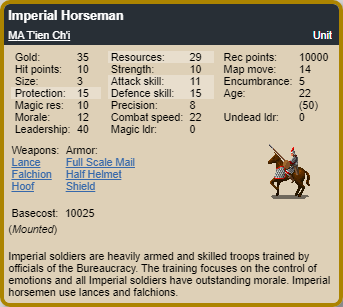 Imperial Horseman
MA T'ien Ch'i Unit
Gold: 35 Resources: 29 Rec points: 10000
Hit points: 10 Strength: 10 Map move: 14
Size: 3 Attack skill: 11 Encumbrance: 5
Protection: 15 Defence skill: 15 Age: 22
Magic res: 10 Precision: 8 (50)
Morale: 12 Combat speed: 22 Undead ldr: 0
Leadership: 40 Magic ldr: 0
Weapons: Armor:
Lance Full Scale Mail
Falchion Half Helmet
Hoof Shield
Basecost: 10025
(Mounted)
Imperial soldiers are heavily armed and skilled troops trained by
officials of the Bureaucracy. The training focuses on the control of
emotions and all Imperial soldiers have outstanding morale. Imperial
horsemen use lances and falchions.